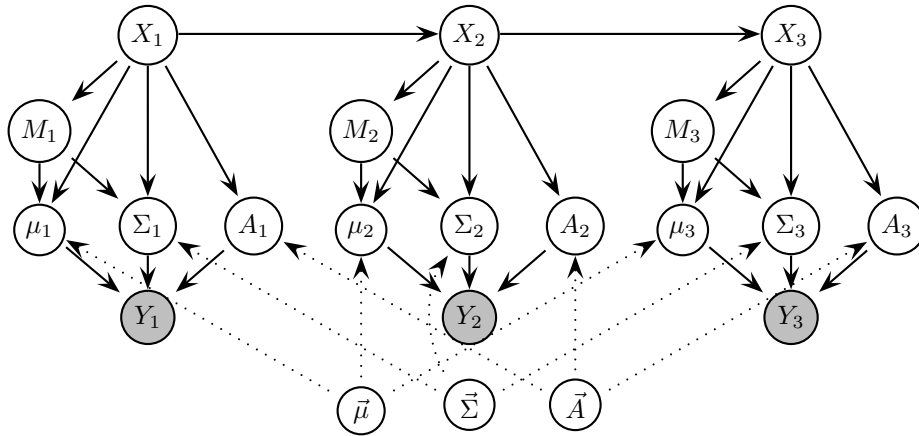 X₁ X₂ X₃
M₁ M₂ M₃
μ₁ Σ₁ A₁ μ₂ Σ₂ A₂ μ₃ Σ₃ A₃
Y₁ Y₂ Y₃
μ⃗ Σ⃗ A⃗